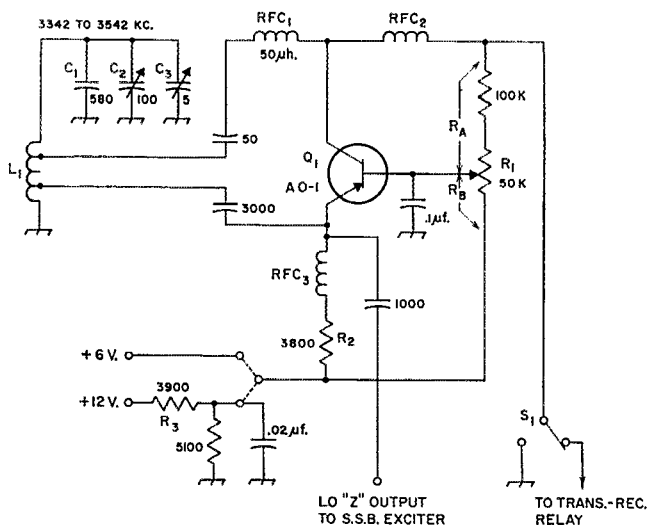 3342 TO 3542 KC.
RFC1
50µh.
RFC2
C1
580
C2
100
C3
5
50
100K
RA
Q1
AO-1
RB
R1
50K
L1
3000
.1µf.
RFC3
1000
3800
R2
+6 V.
+12 V.
3900
R3
5100
.02µf.
S1
LO "Z" OUTPUT
TO S.S.B. EXCITER
TO TRANS.-REC.
RELAY